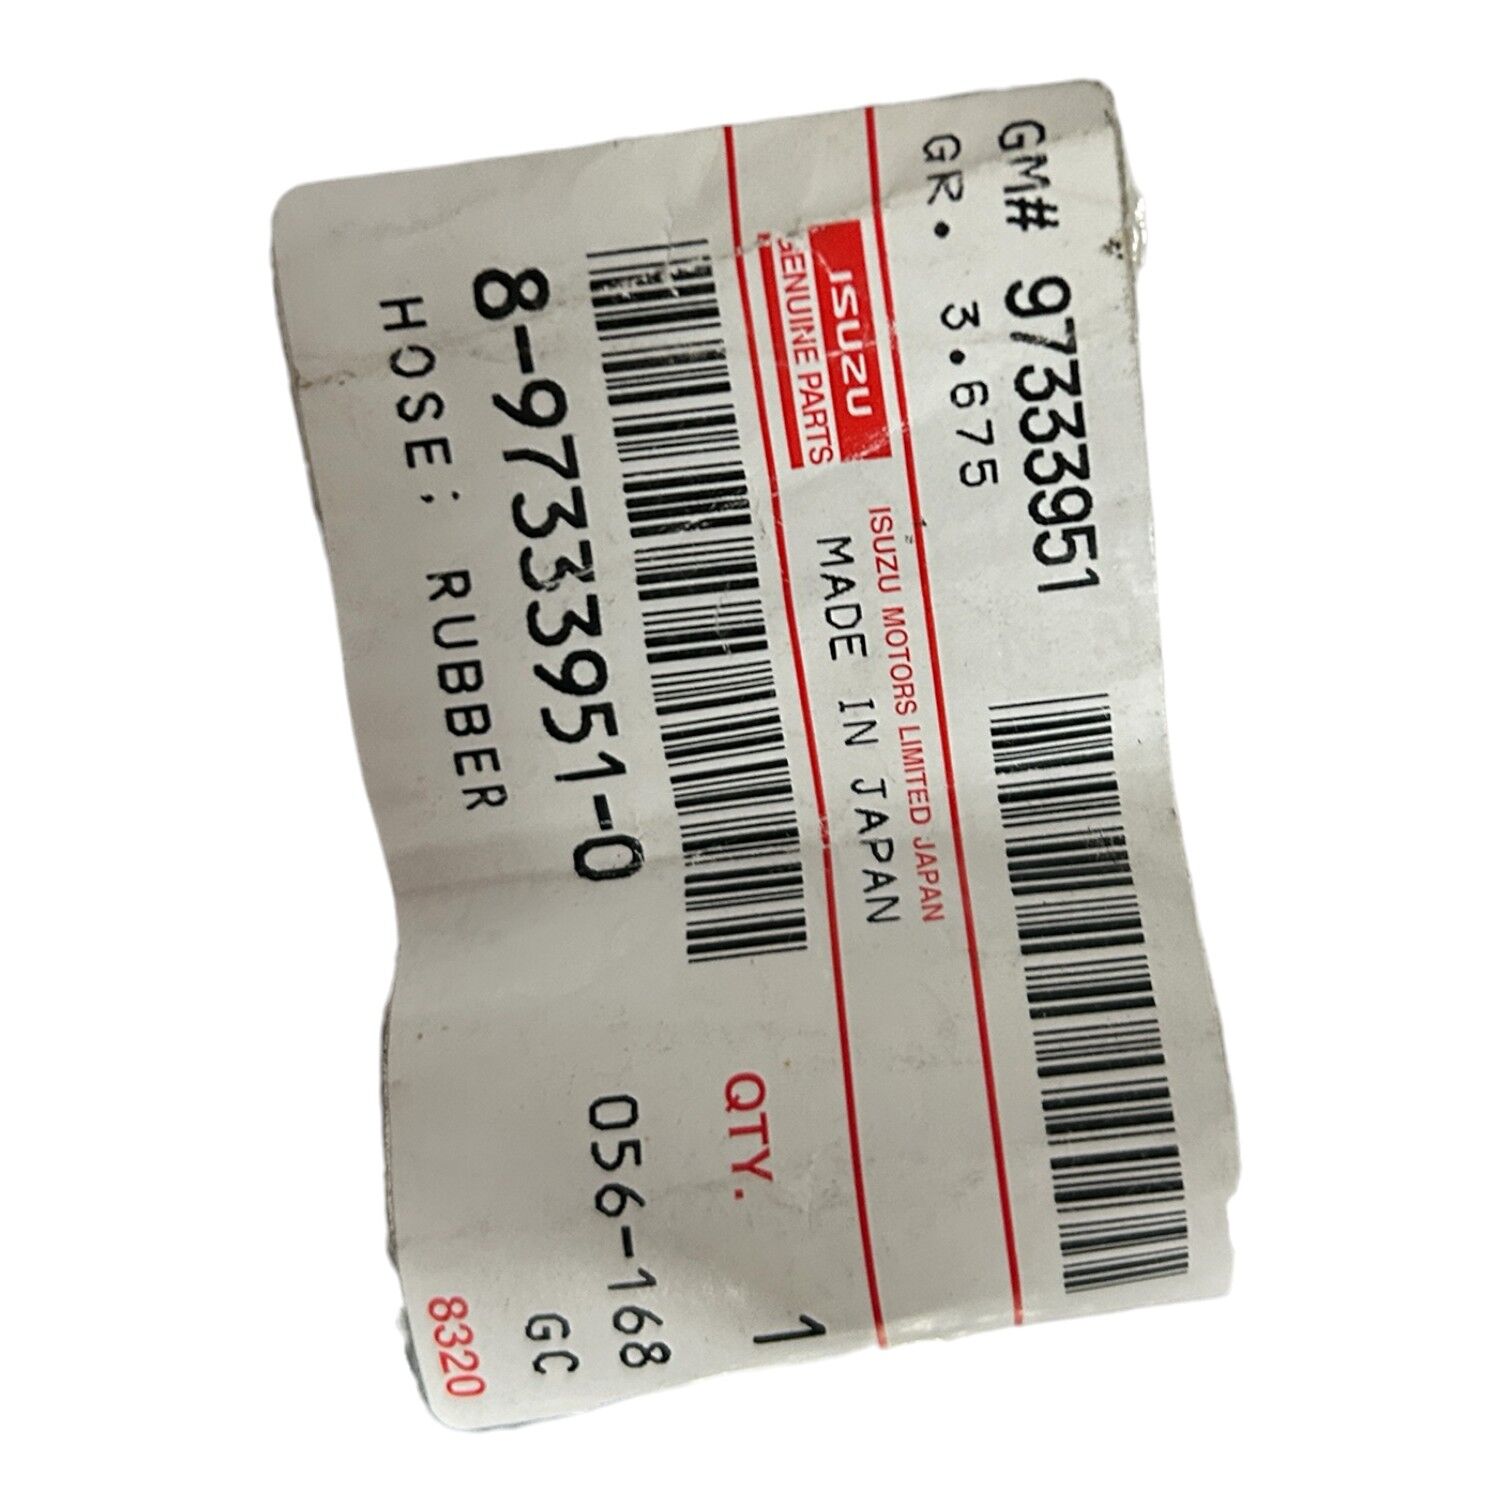 GM# 97333951
GR. 3.675
ISUZU
GENUINE PARTS
ISUZU MOTORS LIMITED JAPAN
MADE IN JAPAN
QTY. 1
8-97333951-0
056-168
HOSE; RUBBER
GC
8320